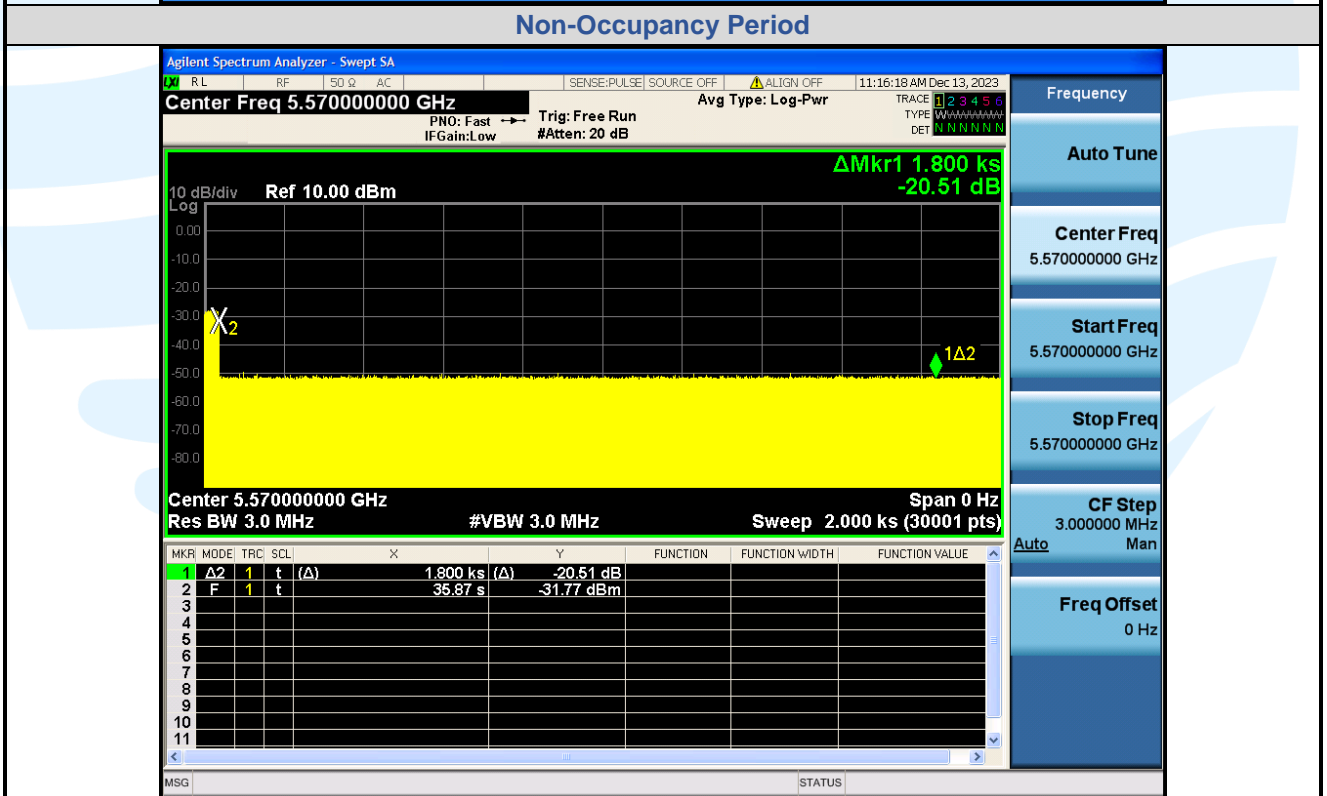 Non-Occupancy Period
Agilent Spectrum Analyzer - Swept SA
LXI RL RF 50 Ω AC SENSE:PULSE SOURCE OFF ⚠ALIGN OFF 11:16:18 AM Dec 13, 2023
Center Freq 5.570000000 GHz
PNO: Fast
IFGain:Low
Trig: Free Run
#Atten: 20 dB
Avg Type: Log-Pwr
TRACE 1 2 3 4 5 6
TYPE WWWWWW
DET N N N N N N
ΔMkr1 1.800 ks
-20.51 dB
10 dB/div Ref 10.00 dBm
Log
0.00
-10.0
-20.0
-30.0
-40.0
-50.0
-60.0
-70.0
-80.0
2
1Δ2
Center 5.570000000 GHz Span 0 Hz
Res BW 3.0 MHz #VBW 3.0 MHz Sweep 2.000 ks (30001 pts)
MKR MODE TRC SCL X Y FUNCTION FUNCTION WIDTH FUNCTION VALUE
1 Δ2 1 t (Δ) 1.800 ks (Δ) -20.51 dB
2 F 1 t 35.87 s -31.77 dBm
3
4
5
6
7
8
9
10
11
MSG STATUS
Frequency
Auto Tune
Center Freq
5.570000000 GHz
Start Freq
5.570000000 GHz
Stop Freq
5.570000000 GHz
CF Step
3.000000 MHz
Auto Man
Freq Offset
0 Hz